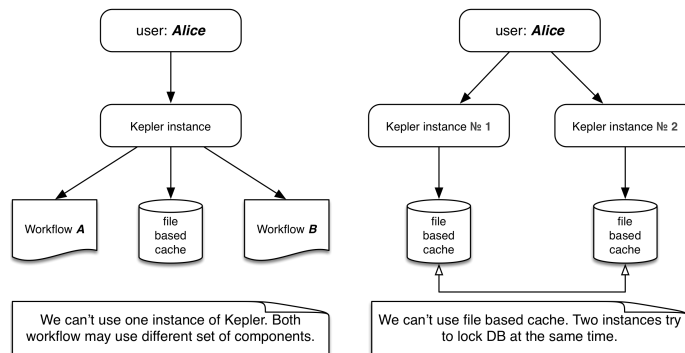 user: Alice
Kepler instance
Workflow A
file
based
cache
Workflow B
We can't use one instance of Kepler. Both
workflow may use different set of components.
user: Alice
Kepler instance № 1
Kepler instance № 2
file
based
cache
file
based
cache
We can't use file based cache. Two instances try
to lock DB at the same time.